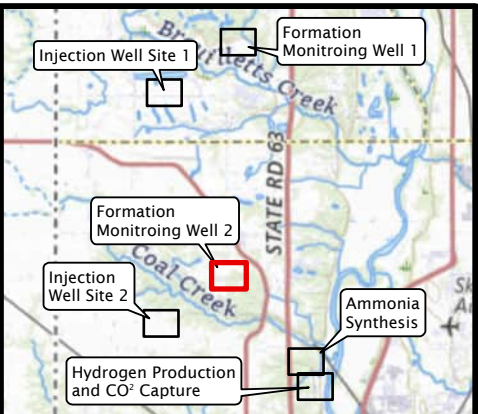 Formation
Monitroing Well 1
Injection Well Site 1
Brouilletts Creek
STATE RD 63
Formation
Monitroing Well 2
Coal Creek
Injection
Well Site 2
Ammonia
Synthesis
Hydrogen Production
and CO² Capture